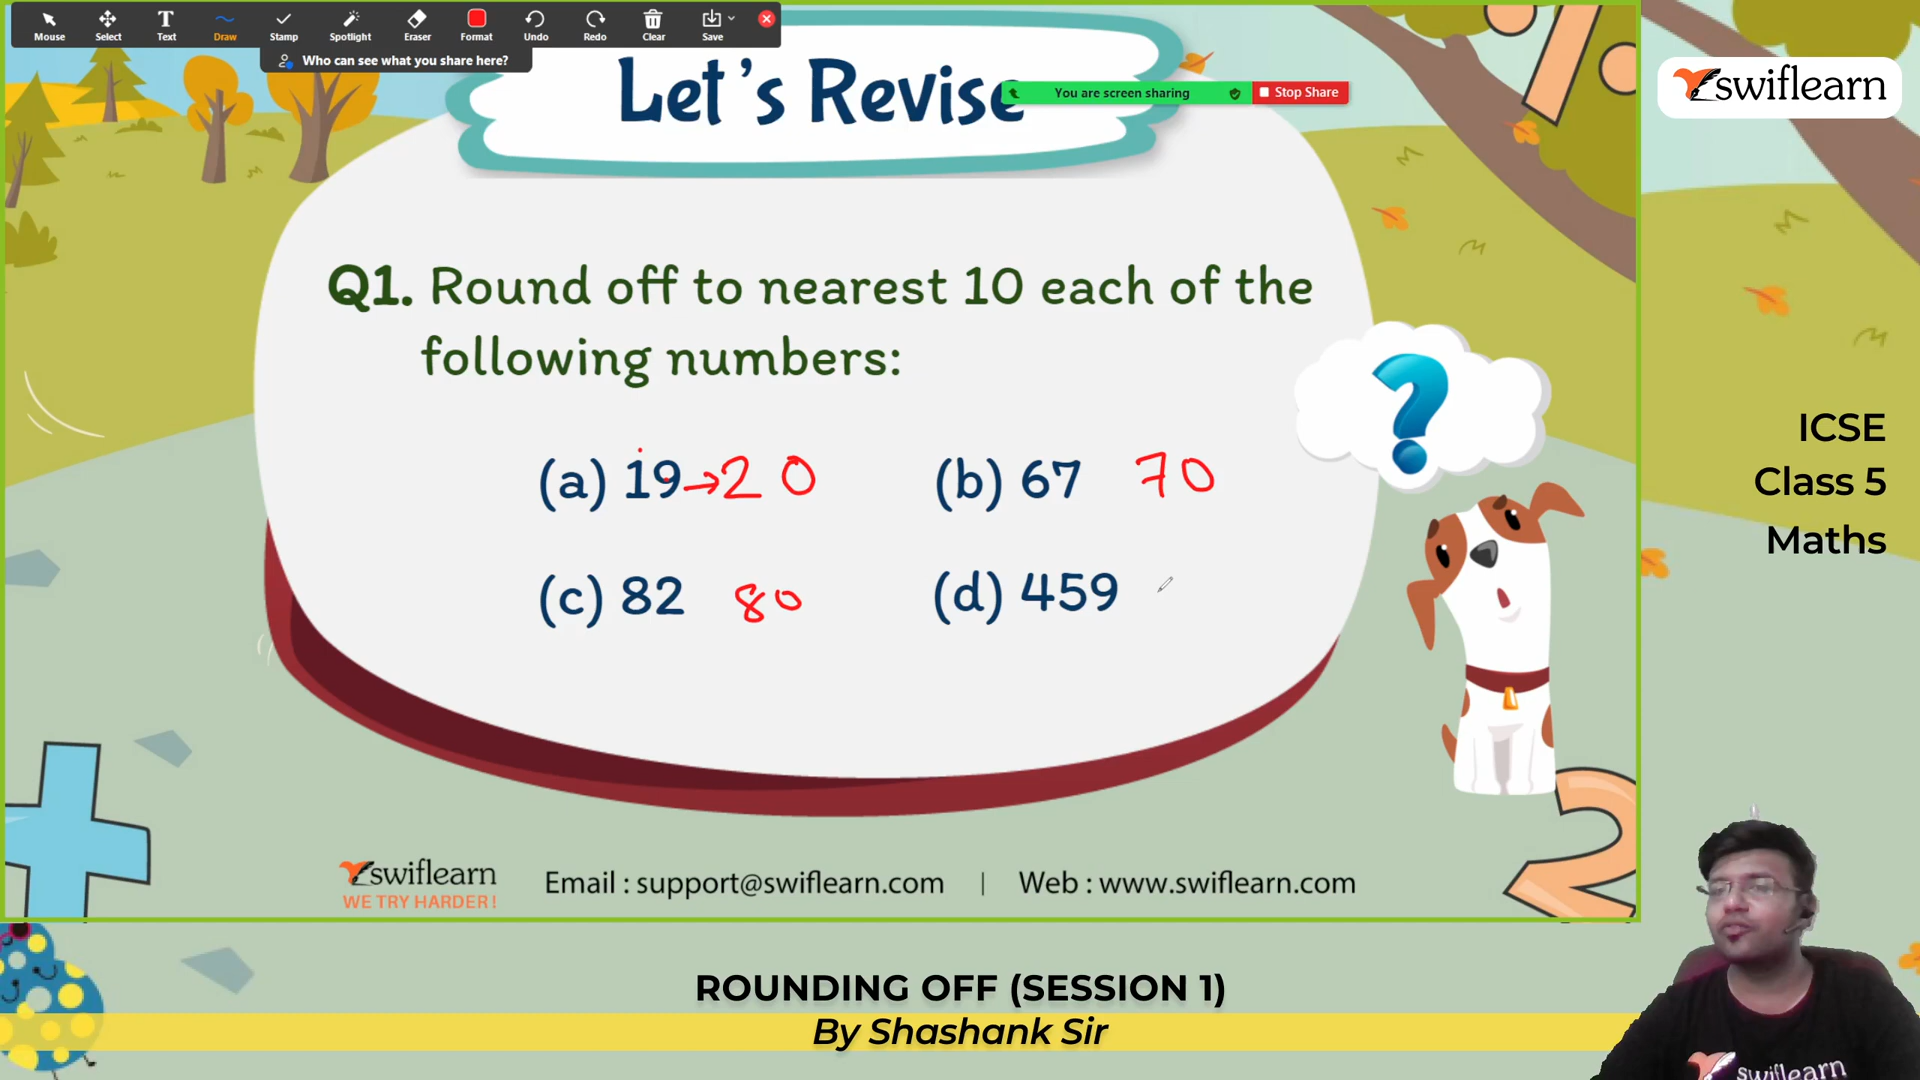 Mouse Select Text Draw Stamp Spotlight Eraser Format Undo Redo Clear Save
Who can see what you share here?
Let's Revise
You are screen sharing Stop Share
swiflearn
Q1. Round off to nearest 10 each of the
following numbers:
(a) 19 →20 (b) 67 70
(c) 82 80 (d) 459
ICSE
Class 5
Maths
swiflearn
WE TRY HARDER !
Email : support@swiflearn.com | Web : www.swiflearn.com
ROUNDING OFF (SESSION 1)
By Shashank Sir
swiflearn